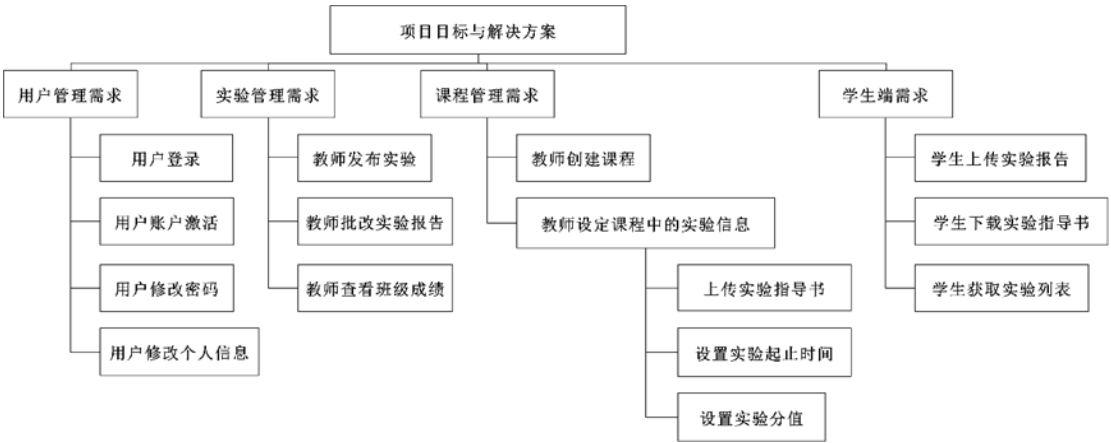 项目目标与解决方案
用户管理需求
实验管理需求
课程管理需求
学生端需求
用户登录
教师发布实验
教师创建课程
学生上传实验报告
用户账户激活
教师批改实验报告
教师设定课程中的实验信息
学生下载实验指导书
用户修改密码
教师查看班级成绩
上传实验指导书
学生获取实验列表
用户修改个人信息
设置实验起止时间
设置实验分值